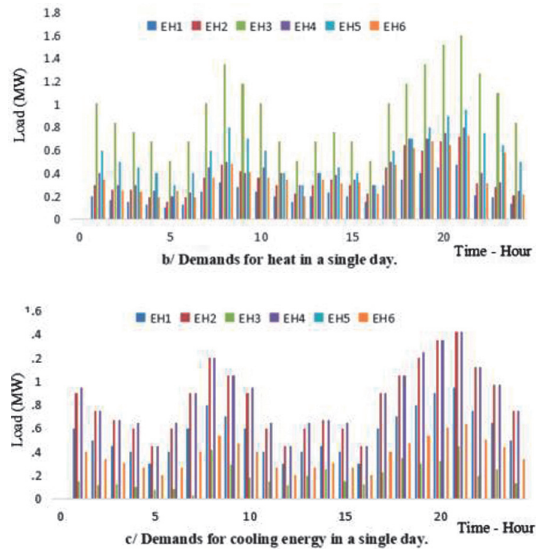 EH1 EH2 EH3 EH4 EH5 EH6
Load (MW)
1.8
1.6
1.4
1.2
1
0.8
0.6
0.4
0.2
0
0 5 10 15 20
Time - Hour
b/ Demands for heat in a single day.
EH1 EH2 EH3 EH4 EH5 EH6
Load (MW)
.6
.4
.2
1
.8
.6
.4
.2
0
0 5 10 15 20
Time - Hour
c/ Demands for cooling energy in a single day.